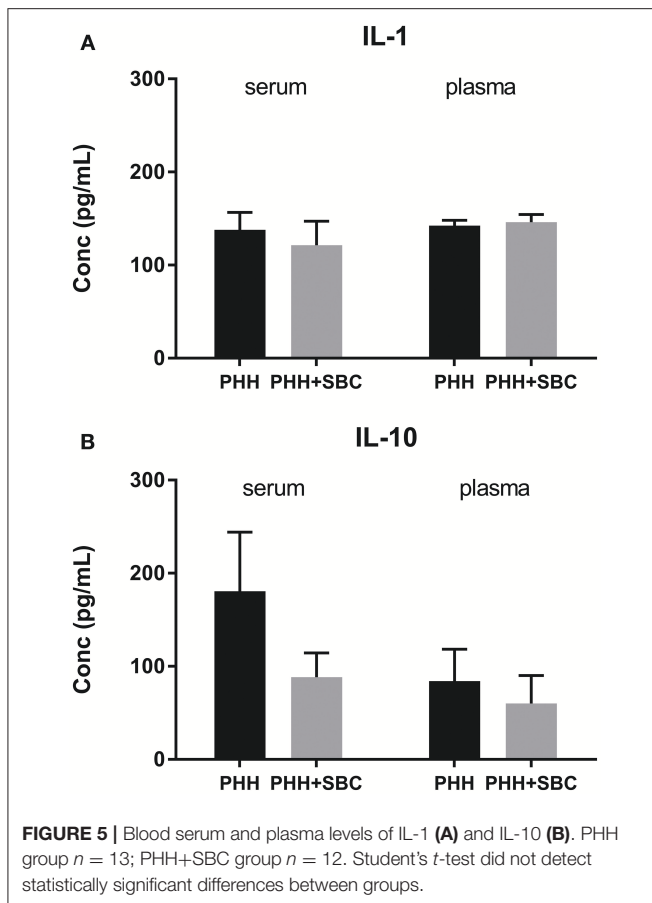 A
IL-1
300
serum plasma
200
100
0
Conc (pg/mL)
PHH PHH+SBC PHH PHH+SBC
B
IL-10
300
serum plasma
200
100
0
Conc (pg/mL)
PHH PHH+SBC PHH PHH+SBC
FIGURE 5 | Blood serum and plasma levels of IL-1 (A) and IL-10 (B). PHH
group n = 13; PHH+SBC group n = 12. Student's t-test did not detect
statistically significant differences between groups.